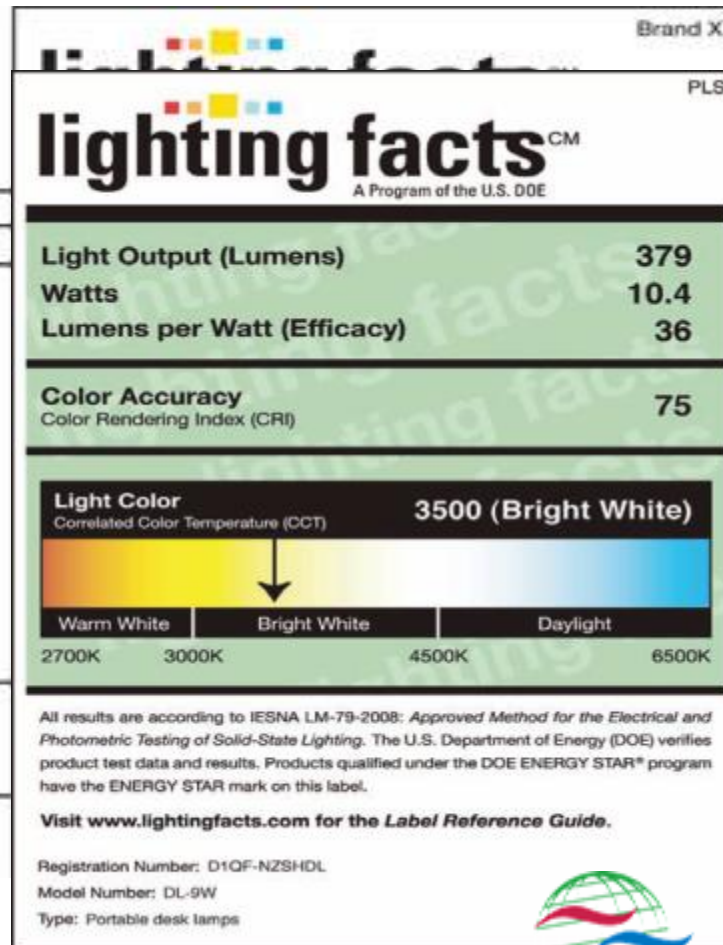 Brand X
lighting facts
PLS
lighting facts CM
A Program of the U.S. DOE
Light Output (Lumens) 379
Watts 10.4
Lumens per Watt (Efficacy) 36
Color Accuracy 75
Color Rendering Index (CRI)
Light Color
Correlated Color Temperature (CCT) 3500 (Bright White)
Warm White Bright White Daylight
2700K 3000K 4500K 6500K
All results are according to IESNA LM-79-2008: Approved Method for the Electrical and
Photometric Testing of Solid-State Lighting. The U.S. Department of Energy (DOE) verifies
product test data and results. Products qualified under the DOE ENERGY STAR® program
have the ENERGY STAR mark on this label.
Visit www.lightingfacts.com for the Label Reference Guide.
Registration Number: D1QF-NZSHDL
Model Number: DL-9W
Type: Portable desk lamps